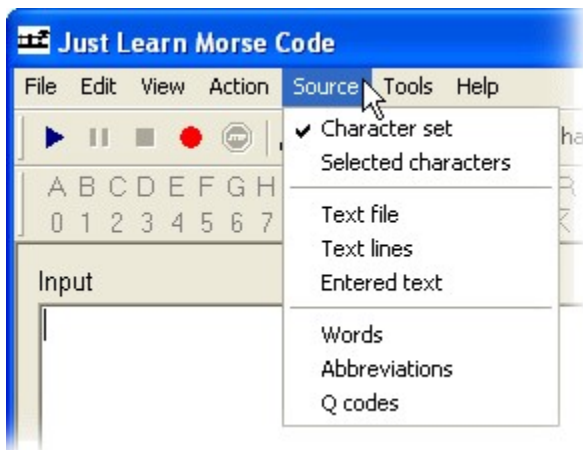 Just Learn Morse Code
File Edit View Action Source Tools Help
✓ Character set
Selected characters
A B C D E F G H
0 1 2 3 4 5 6 7
Text file
Text lines
Entered text
Input
Words
Abbreviations
Q codes